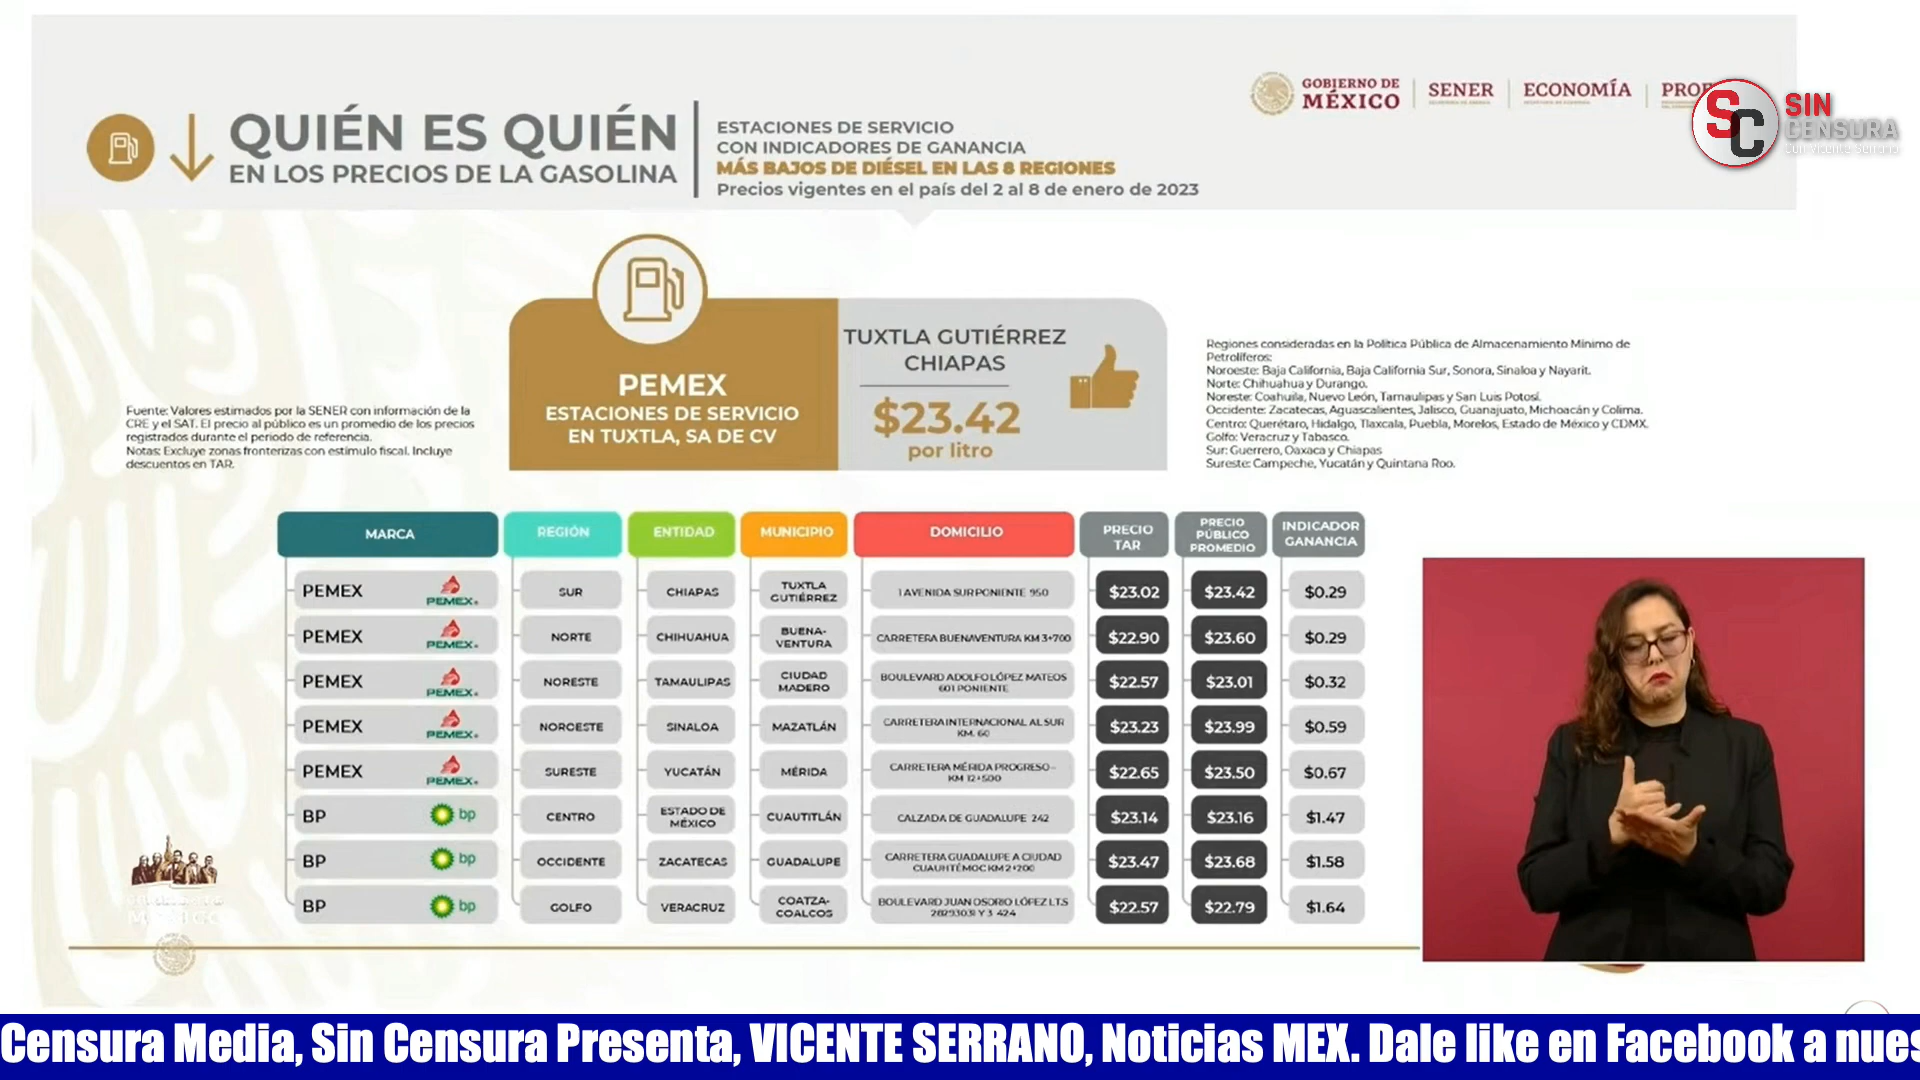 QUIÉN ES QUIÉN
EN LOS PRECIOS DE LA GASOLINA
ESTACIONES DE SERVICIO
CON INDICADORES DE GANANCIA
MÁS BAJOS DE DIÉSEL EN LAS 8 REGIONES
Precios vigentes en el país del 2 al 8 de enero de 2023
GOBIERNO DE
MÉXICO
SENER
ECONOMÍA
SC
SIN
CENSURA
con Vicente Serrano
PEMEX
ESTACIONES DE SERVICIO
EN TUXTLA, SA DE CV
TUXTLA GUTIÉRREZ
CHIAPAS
$23.42
por litro
Fuente: Valores estimados por la SENER con información de la
CRE y el SAT. El precio al público es un promedio de los precios
registrados durante el periodo de referencia.
Notas: Excluye zonas fronterizas con estímulo fiscal. Incluye
descuentos en TAR.
Regiones consideradas en la Política Pública de Almacenamiento Mínimo de
Petrolíferos:
Noroeste: Baja California, Baja California Sur, Sonora, Sinaloa y Nayarit.
Norte: Chihuahua y Durango.
Noreste: Coahuila, Nuevo León, Tamaulipas y San Luis Potosí.
Occidente: Zacatecas, Aguascalientes, Jalisco, Guanajuato, Michoacán y Colima.
Centro: Querétaro, Hidalgo, Tlaxcala, Puebla, Morelos, Estado de México y CDMX.
Golfo: Veracruz y Tabasco.
Sur: Guerrero, Oaxaca y Chiapas
Sureste: Campeche, Yucatán y Quintana Roo.
MARCA REGIÓN ENTIDAD MUNICIPIO DOMICILIO PRECIO TAR PRECIO PÚBLICO PROMEDIO INDICADOR GANANCIA
PEMEX PEMEX SUR CHIAPAS TUXTLA GUTIÉRREZ 1 AVENIDA SUR PONIENTE 950 $23.02 $23.42 $0.29
PEMEX PEMEX NORTE CHIHUAHUA BUENA-VENTURA CARRETERA BUENAVENTURA KM 3+700 $22.90 $23.60 $0.29
PEMEX PEMEX NORESTE TAMAULIPAS CIUDAD MADERO BOULEVARD ADOLFO LÓPEZ MATEOS 601 PONIENTE $22.57 $23.01 $0.32
PEMEX PEMEX NOROESTE SINALOA MAZATLÁN CARRETERA INTERNACIONAL AL SUR KM. 60 $23.23 $23.99 $0.59
PEMEX PEMEX SURESTE YUCATÁN MÉRIDA CARRETERA MÉRIDA PROGRESO- KM 12+500 $22.65 $23.50 $0.67
BP bp CENTRO ESTADO DE MÉXICO CUAUTITLÁN CALZADA DE GUADALUPE 242 $23.14 $23.16 $1.47
BP bp OCCIDENTE ZACATECAS GUADALUPE CARRETERA GUADALUPE A CIUDAD CUAUHTÉMOC KM 2+200 $23.47 $23.68 $1.58
BP bp GOLFO VERACRUZ COATZA-COALCOS BOULEVARD JUAN OSORIO LÓPEZ LTS $22.57 $22.79 $1.64
Censura Media, Sin Censura Presenta, VICENTE SERRANO, Noticias MEX. Dale like en Facebook a nues